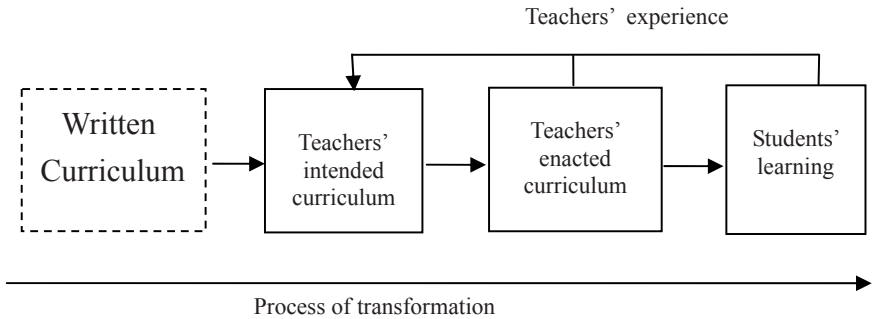 Teachers’ experience
Written
Curriculum
Teachers’
intended
curriculum
Teachers’
enacted
curriculum
Students’
learning
Process of transformation